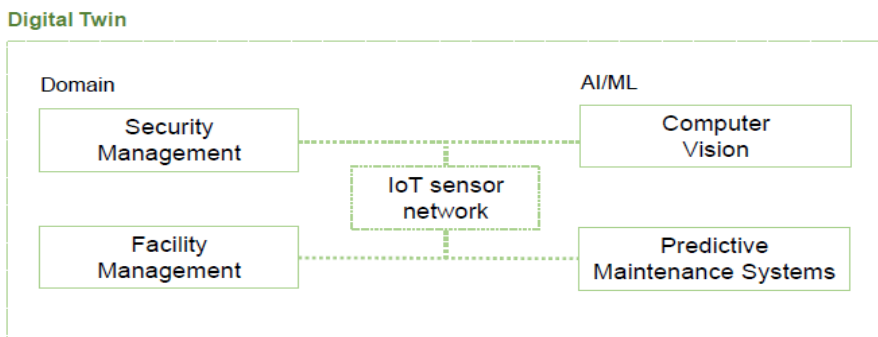 Digital Twin
Domain
AI/ML
Security
Management
Computer
Vision
IoT sensor
network
Facility
Management
Predictive
Maintenance Systems